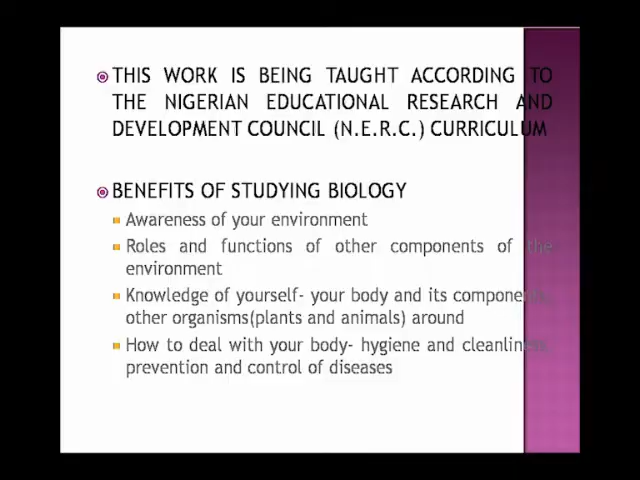 THIS WORK IS BEING TAUGHT ACCORDING TO
THE NIGERIAN EDUCATIONAL RESEARCH AND
DEVELOPMENT COUNCIL (N.E.R.C.) CURRICULUM
BENEFITS OF STUDYING BIOLOGY
Awareness of your environment
Roles and functions of other components of the
environment
Knowledge of yourself- your body and its components,
other organisms(plants and animals) around
How to deal with your body- hygiene and cleanliness,
prevention and control of diseases